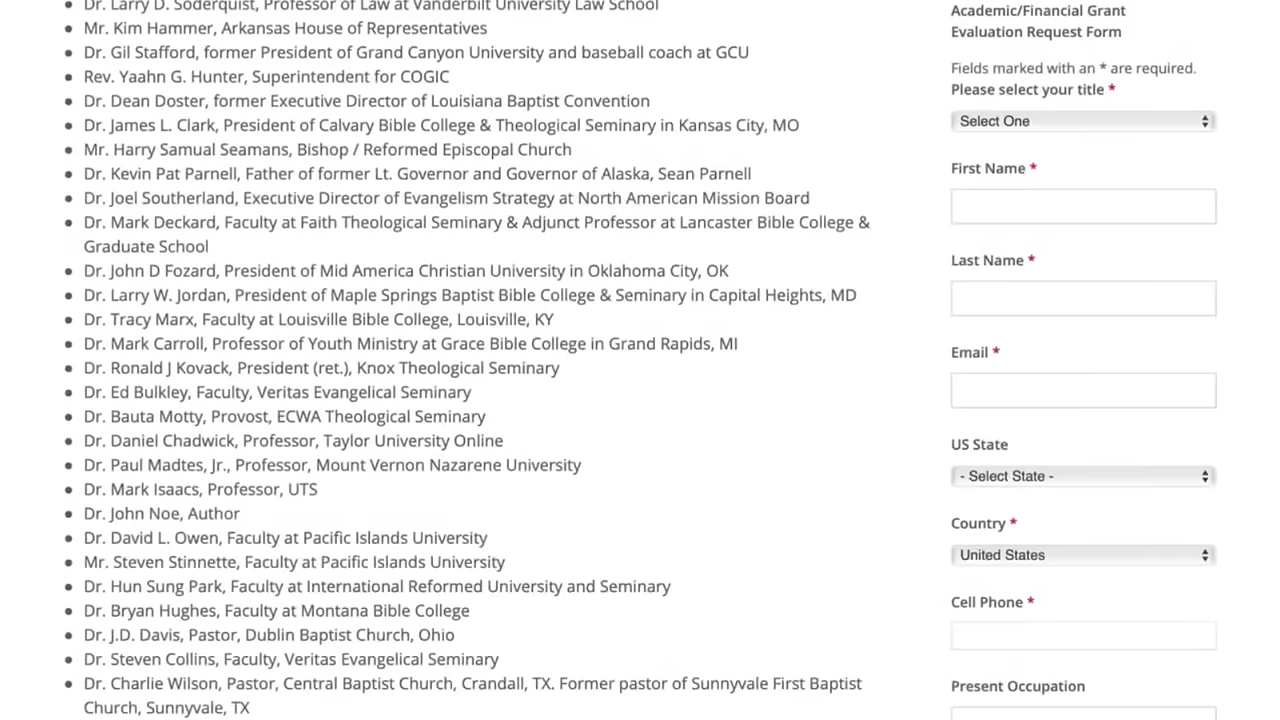 Dr. Larry D. Soderquist, Professor of Law at Vanderbilt University Law School
Mr. Kim Hammer, Arkansas House of Representatives
Dr. Gil Stafford, former President of Grand Canyon University and baseball coach at GCU
Rev. Yaahn G. Hunter, Superintendent for COGIC
Dr. Dean Doster, former Executive Director of Louisiana Baptist Convention
Dr. James L. Clark, President of Calvary Bible College & Theological Seminary in Kansas City, MO
Mr. Harry Samual Seamans, Bishop / Reformed Episcopal Church
Dr. Kevin Pat Parnell, Father of former Lt. Governor and Governor of Alaska, Sean Parnell
Dr. Joel Southerland, Executive Director of Evangelism Strategy at North American Mission Board
Dr. Mark Deckard, Faculty at Faith Theological Seminary & Adjunct Professor at Lancaster Bible College &
Graduate School
Dr. John D Fozard, President of Mid America Christian University in Oklahoma City, OK
Dr. Larry W. Jordan, President of Maple Springs Baptist Bible College & Seminary in Capital Heights, MD
Dr. Tracy Marx, Faculty at Louisville Bible College, Louisville, KY
Dr. Mark Carroll, Professor of Youth Ministry at Grace Bible College in Grand Rapids, MI
Dr. Ronald J Kovack, President (ret.), Knox Theological Seminary
Dr. Ed Bulkley, Faculty, Veritas Evangelical Seminary
Dr. Bauta Motty, Provost, ECWA Theological Seminary
Dr. Daniel Chadwick, Professor, Taylor University Online
Dr. Paul Madtes, Jr., Professor, Mount Vernon Nazarene University
Dr. Mark Isaacs, Professor, UTS
Dr. John Noe, Author
Dr. David L. Owen, Faculty at Pacific Islands University
Mr. Steven Stinnette, Faculty at Pacific Islands University
Dr. Hun Sung Park, Faculty at International Reformed University and Seminary
Dr. Bryan Hughes, Faculty at Montana Bible College
Dr. J.D. Davis, Pastor, Dublin Baptist Church, Ohio
Dr. Steven Collins, Faculty, Veritas Evangelical Seminary
Dr. Charlie Wilson, Pastor, Central Baptist Church, Crandall, TX. Former pastor of Sunnyvale First Baptist
Church, Sunnyvale, TX
Academic/Financial Grant
Evaluation Request Form
Fields marked with an * are required.
Please select your title *
Select One
First Name *
Last Name *
Email *
US State
- Select State -
Country *
United States
Cell Phone *
Present Occupation